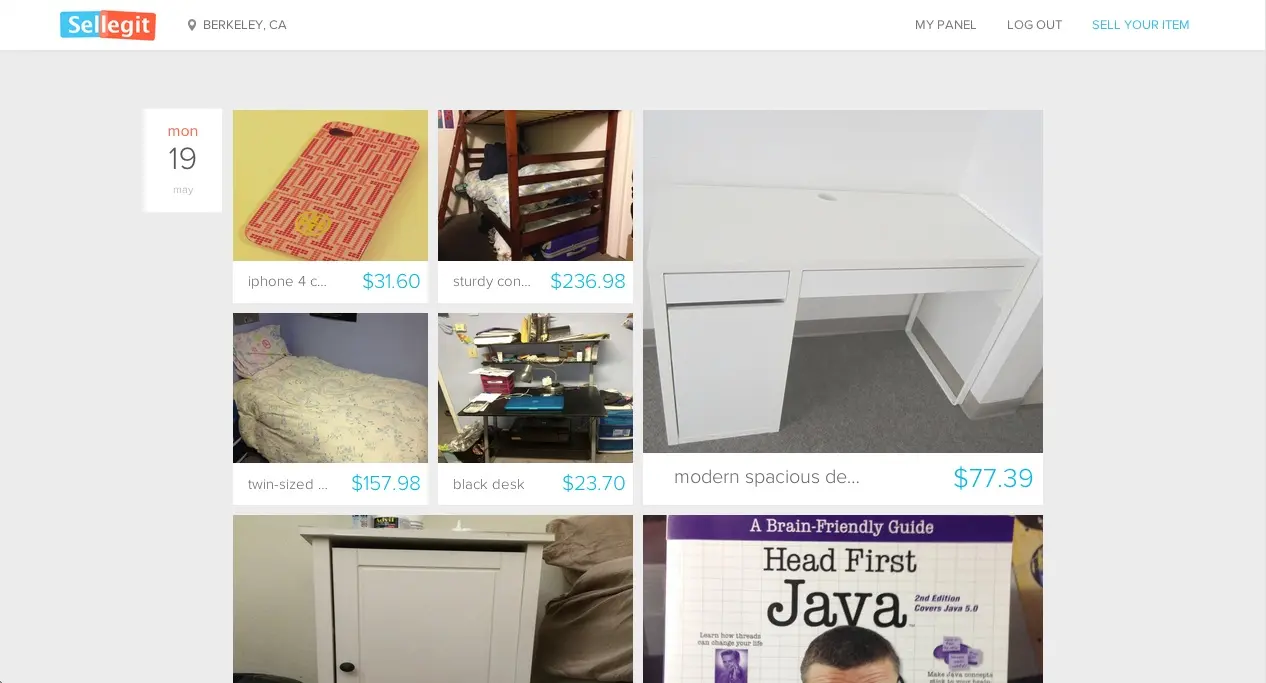 Sellegit
BERKELEY, CA
MY PANEL
LOG OUT
SELL YOUR ITEM
mon
19
may
iphone 4 c...
$31.60
sturdy con...
$236.98
modern spacious de...
$77.39
twin-sized ...
$157.98
black desk
$23.70
A Brain-Friendly Guide
Head First
Java™
2nd Edition
Covers Java 5.0
Learn how threads
can change your life
Make Java concepts
stick to your brain